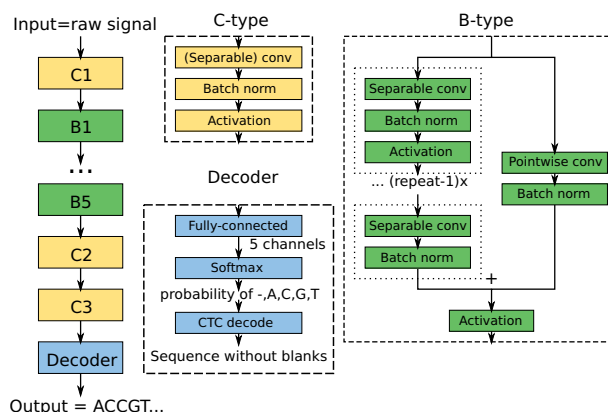 Input=raw signal
C1
B1
...
B5
C2
C3
Decoder
Output = ACCGT...
C-type
(Separable) conv
Batch norm
Activation
Decoder
Fully-connected
5 channels
Softmax
probability of -,A,C,G,T
CTC decode
Sequence without blanks
B-type
Separable conv
Batch norm
Activation
... (repeat-1)x
Separable conv
Batch norm
Pointwise conv
Batch norm
+
Activation